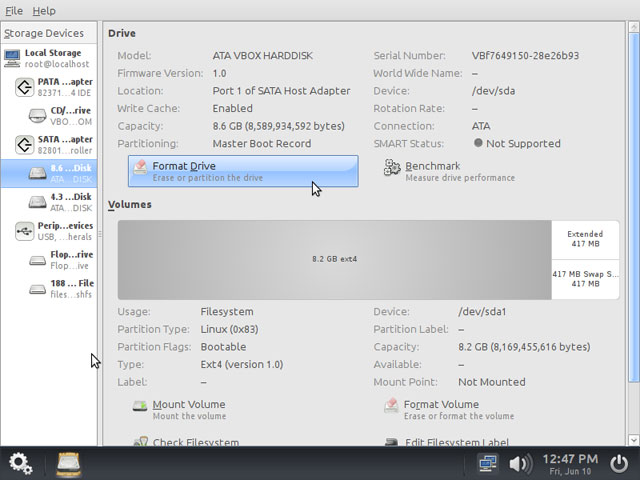 File Help
Storage Devices
Local Storage
root@localhost
PATA ...apter
82371...4 IDE
CD/...rive
VBO...OM
SATA ...apter
82801...roller
8.6 ...Disk
ATA...DISK
4.3 ...Disk
ATA...DISK
Perip...evices
USB, ...herals
Flop...rive
Flop...ive
188 ... File
files...shfs
Drive
Model: ATA VBOX HARDDISK Serial Number: VBf7649150-28e26b93
Firmware Version: 1.0 World Wide Name: –
Location: Port 1 of SATA Host Adapter Device: /dev/sda
Write Cache: Enabled Rotation Rate: –
Capacity: 8.6 GB (8,589,934,592 bytes) Connection: ATA
Partitioning: Master Boot Record SMART Status: Not Supported
Format Drive Benchmark
Erase or partition the drive Measure drive performance
Volumes
8.2 GB ext4
Extended
417 MB
417 MB Swap S...
417 MB
Usage: Filesystem Device: /dev/sda1
Partition Type: Linux (0x83) Partition Label: –
Partition Flags: Bootable Capacity: 8.2 GB (8,169,455,616 bytes)
Type: Ext4 (version 1.0) Available: –
Label: – Mount Point: Not Mounted
Mount Volume Format Volume
Mount the volume Erase or format the volume
Check Filesystem Edit Filesystem Label
12:47 PM
Fri, Jun 10